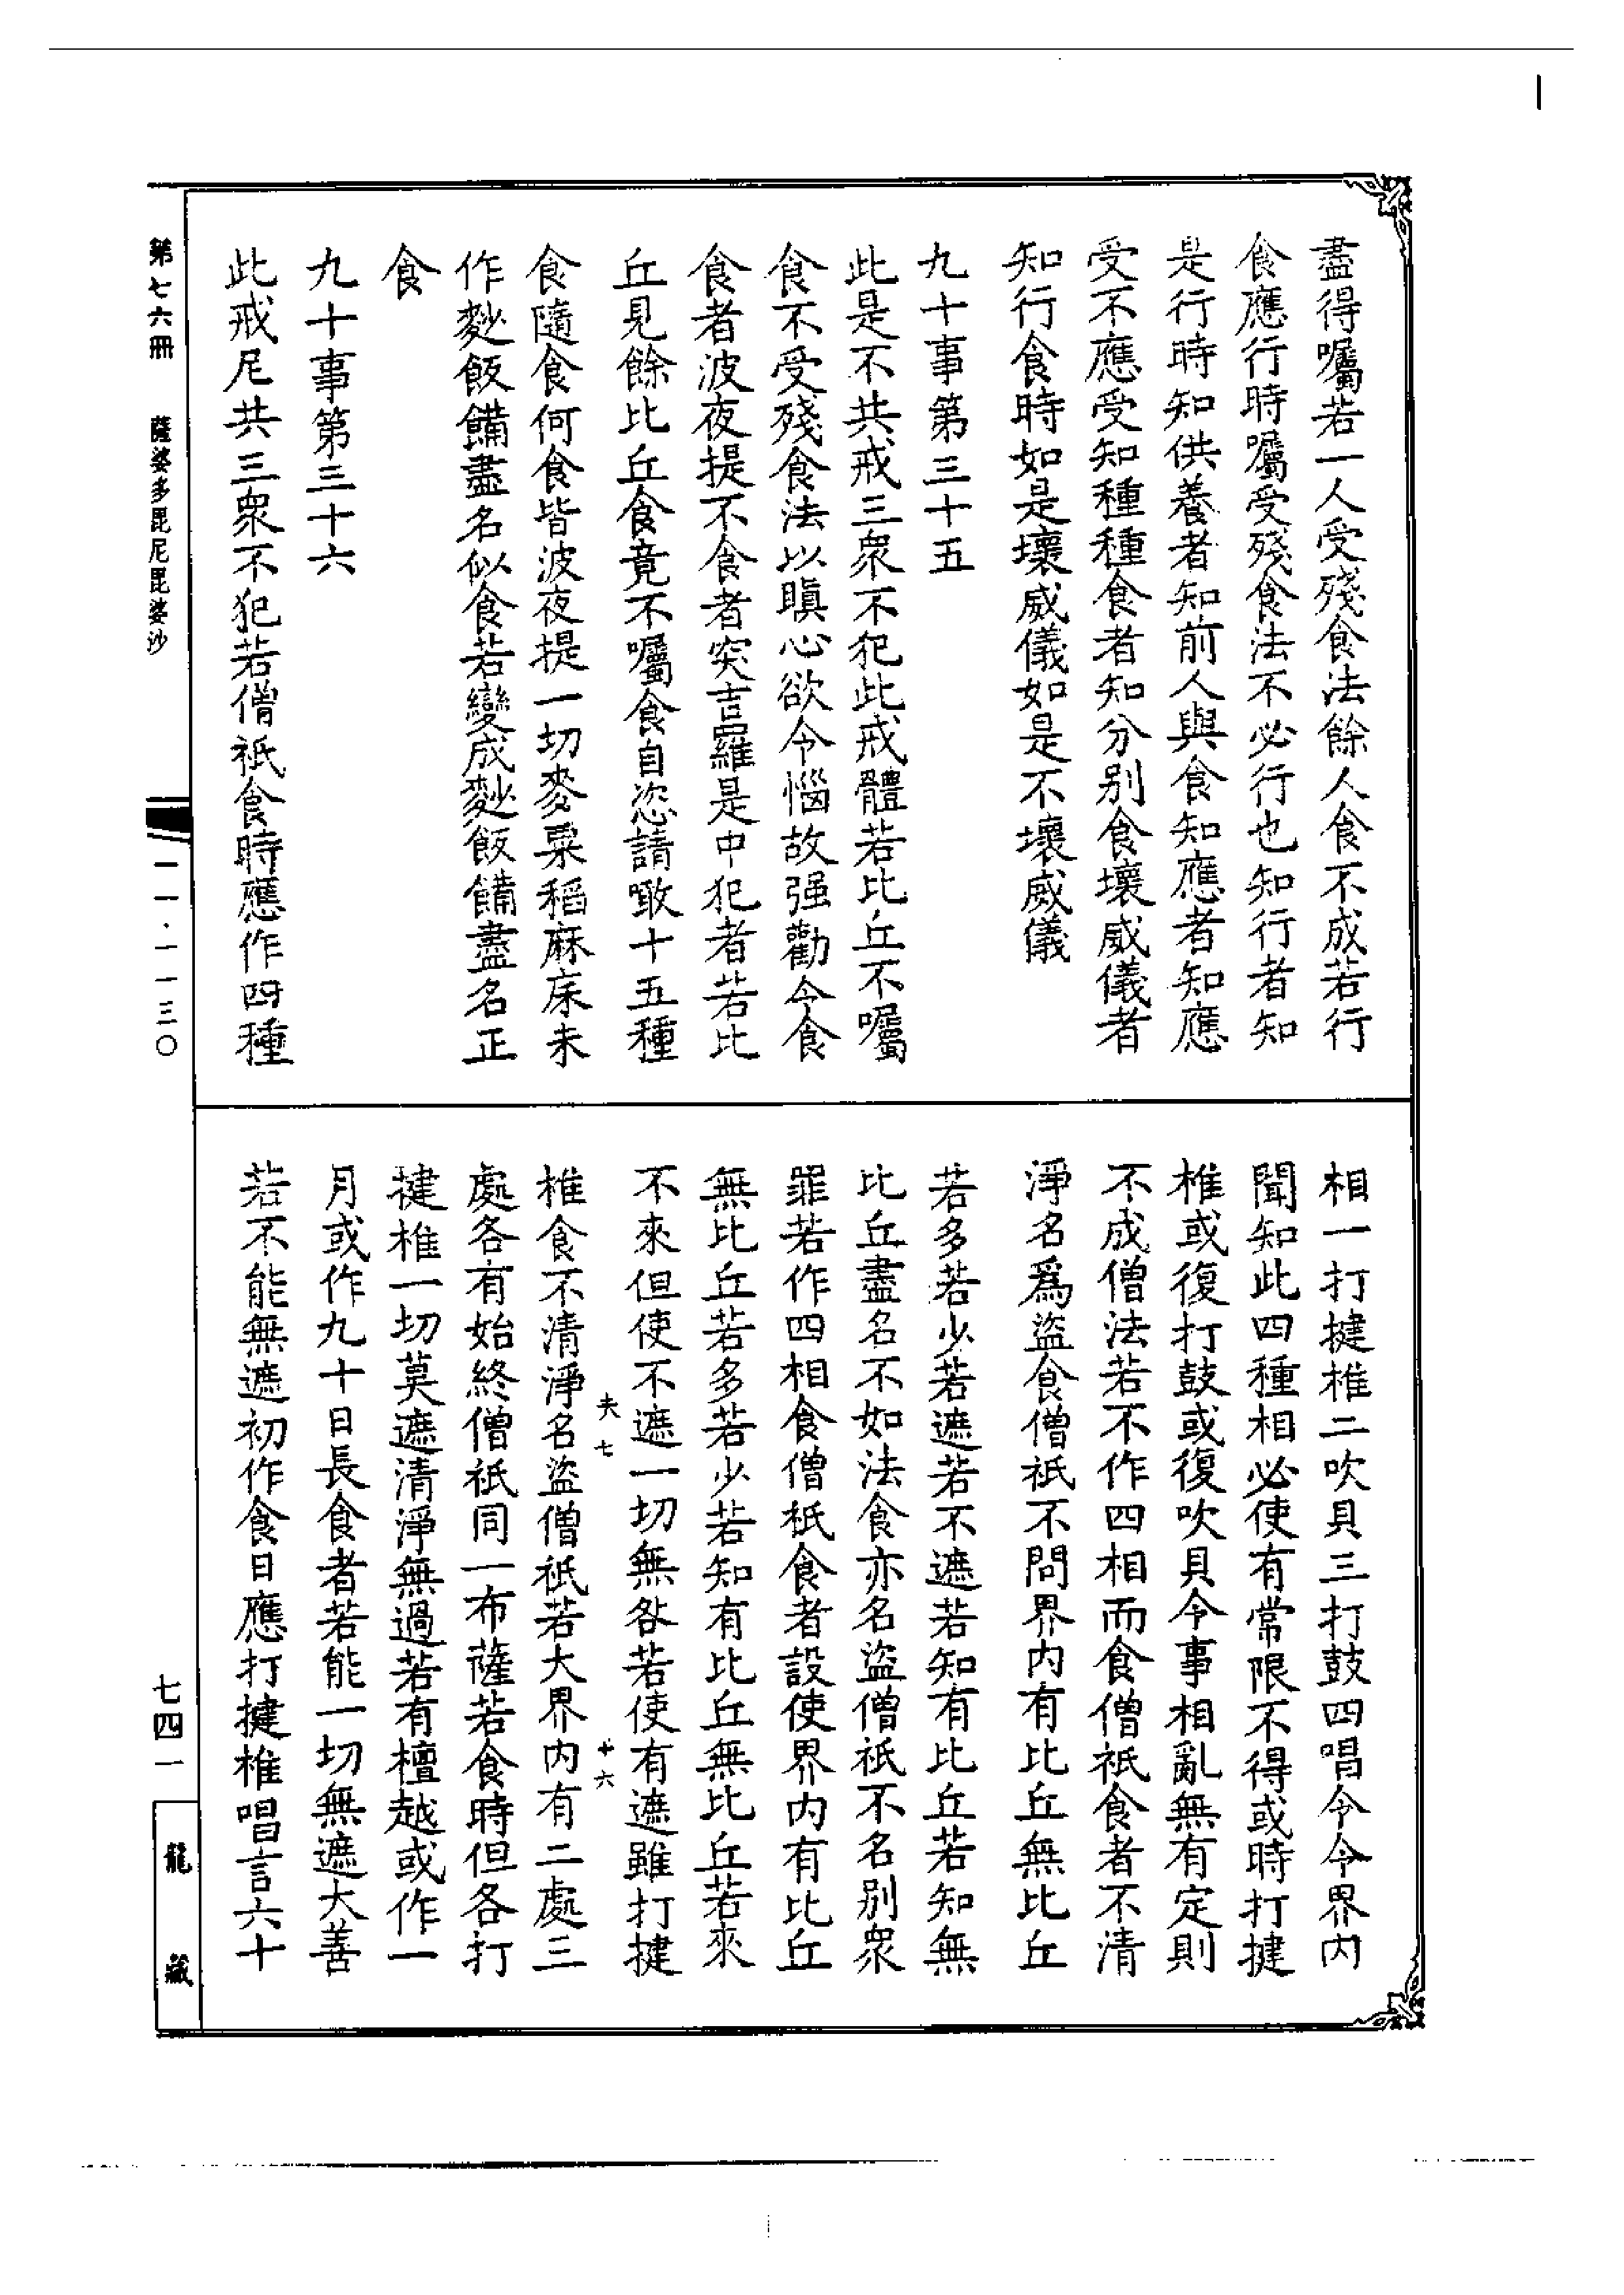 盡得囑若一人受殘食法餘人食不成若行
食應行時囑受殘食法不必行也知行者知
是行時知供養者知前人與食知應者知應
受不應受知種種食者知分別食壞威儀者
知行食時如是壞威儀如是不壞威儀
九十事第三十五
此是不共戒三衆不犯此戒體若比丘不囑
食不受殘食法以瞋心欲令惱故强勸令食
食者波夜提不食者突吉羅是中犯者若比
丘見餘比丘食竟不囑食自恣請噉十五種
食隨食何食皆波夜提一切麥粟稻麻床未
作麨飯餔盡名似食若變成麨飯餔盡名正
食
九十事第三十六
此戒尼共三衆不犯若僧祇食時應作四種
相一打揵椎二吹貝三打鼓四唱令令界内
聞知此四種相必使有常限不得或時打揵
椎或復打鼓或復吹貝令事相亂無有定則
不成僧法若不作四相而食僧祇食者不清
淨名爲盜食僧祇不問界内有比丘無比丘
若多若少若遮若不遮若知有比丘若知無
比丘盡名不如法食亦名盜僧祇不名別衆
罪若作四相食僧祇食者設使界内有比丘
無比丘若多若少若知有比丘無比丘若來
不來但使不遮一切無咎若使有遮雖打揵
夫七 十六
椎食不清淨名盜僧祇若大界内有二處三
處各有始終僧祇同一布薩若食時但各打
揵椎一切莫遮清淨無過若有檀越或作一
月或作九十日長食者若能一切無遮大善
若不能無遮初作食日應打揵椎唱言六十
第七六冊 薩婆多毘尼毘婆沙 一一·一一三〇 七四一 龍藏